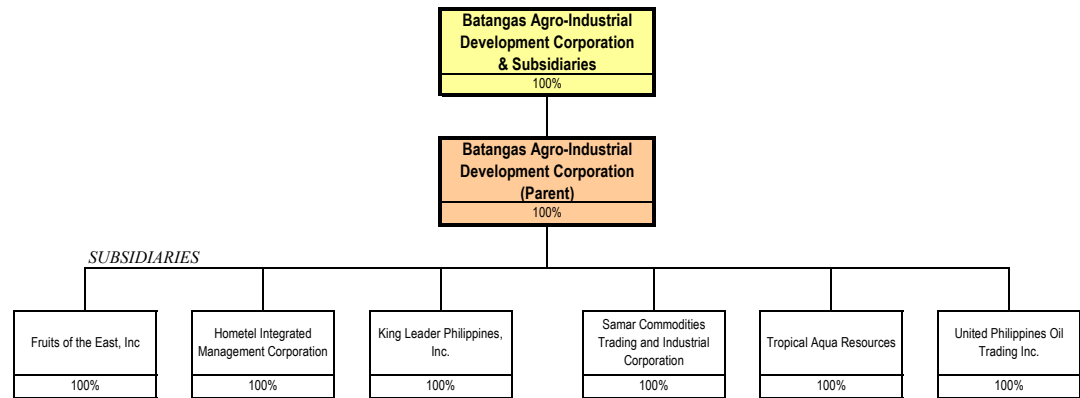 Batangas Agro-Industrial
Development Corporation
& Subsidiaries
100%
Batangas Agro-Industrial
Development Corporation
(Parent)
100%
SUBSIDIARIES
Fruits of the East, Inc
100%
Hometel Integrated
Management Corporation
100%
King Leader Philippines,
Inc.
100%
Samar Commodities
Trading and Industrial
Corporation
100%
Tropical Aqua Resources
100%
United Philippines Oil
Trading Inc.
100%